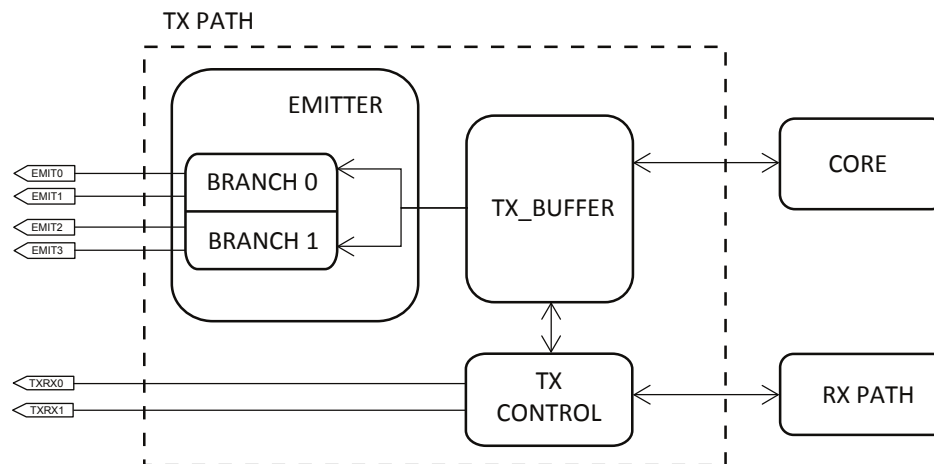 TX PATH
EMITTER
EMIT0
EMIT1
EMIT2
EMIT3
BRANCH 0
BRANCH 1
TX_BUFFER
CORE
TXRX0
TXRX1
TX
CONTROL
RX PATH